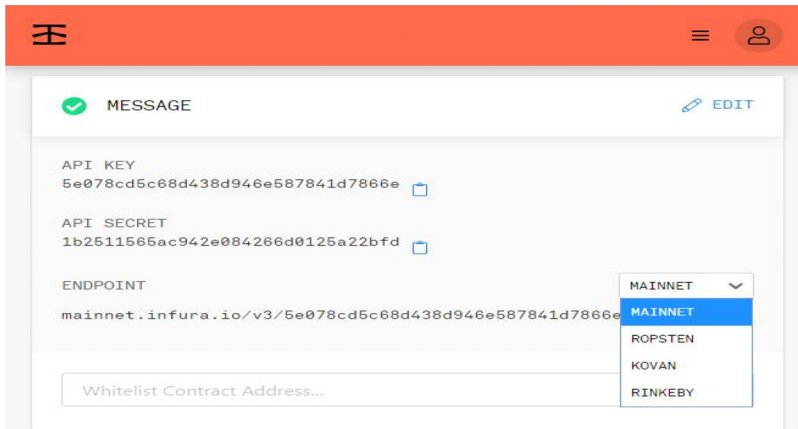 MESSAGE
EDIT
API KEY
5e078cd5c68d438d946e587841d7866e
API SECRET
1b2511565ac942e084266d0125a22bfd
ENDPOINT
MAINNET
mainnet.infura.io/v3/5e078cd5c68d438d946e587841d7866e
MAINNET
ROPSTEN
KOVAN
RINKEBY
Whitelist Contract Address...